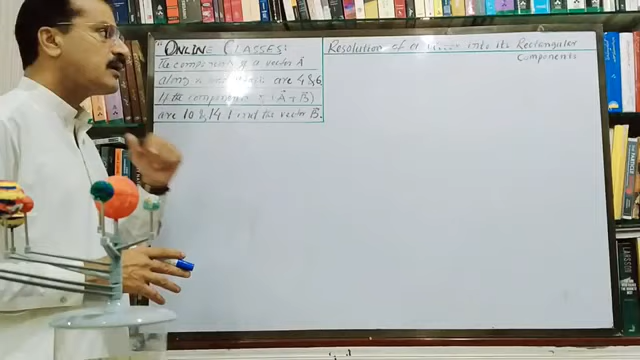 ONLINE CLASSES:
The components of a vector A
along x and y-axis are 4 & 6
If the components of (A + B)
are 10 & 14 Find the vector B.
Resolution of a Vector into its Rectangular
Components